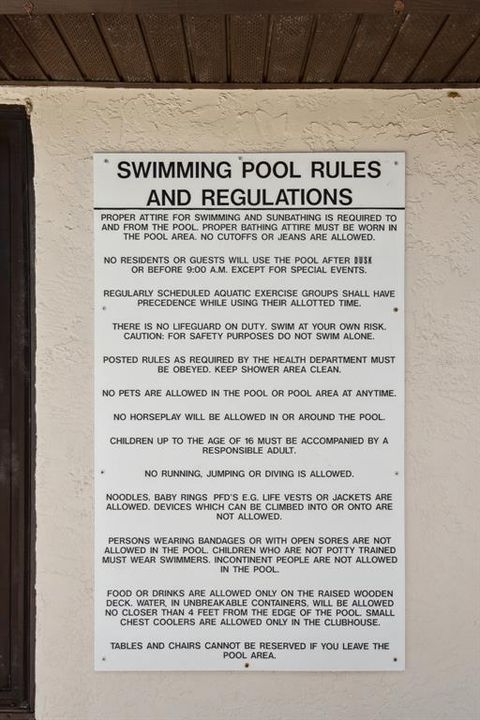 SWIMMING POOL RULES
AND REGULATIONS
PROPER ATTIRE FOR SWIMMING AND SUNBATHING IS REQUIRED TO
AND FROM THE POOL. PROPER BATHING ATTIRE MUST BE WORN IN
THE POOL AREA. NO CUTOFFS OR JEANS ARE ALLOWED.
NO RESIDENTS OR GUESTS WILL USE THE POOL AFTER DUSK
OR BEFORE 9:00 A.M. EXCEPT FOR SPECIAL EVENTS.
REGULARLY SCHEDULED AQUATIC EXERCISE GROUPS SHALL HAVE
PRECEDENCE WHILE USING THEIR ALLOTTED TIME.
THERE IS NO LIFEGUARD ON DUTY. SWIM AT YOUR OWN RISK.
CAUTION: FOR SAFETY PURPOSES DO NOT SWIM ALONE.
POSTED RULES AS REQUIRED BY THE HEALTH DEPARTMENT MUST
BE OBEYED. KEEP SHOWER AREA CLEAN.
NO PETS ARE ALLOWED IN THE POOL OR POOL AREA AT ANYTIME.
NO HORSEPLAY WILL BE ALLOWED IN OR AROUND THE POOL.
CHILDREN UP TO THE AGE OF 16 MUST BE ACCOMPANIED BY A
RESPONSIBLE ADULT.
NO RUNNING, JUMPING OR DIVING IS ALLOWED.
NOODLES, BABY RINGS PFD'S E.G. LIFE VESTS OR JACKETS ARE
ALLOWED. DEVICES WHICH CAN BE CLIMBED INTO OR ONTO ARE
NOT ALLOWED.
PERSONS WEARING BANDAGES OR WITH OPEN SORES ARE NOT
ALLOWED IN THE POOL. CHILDREN WHO ARE NOT POTTY TRAINED
MUST WEAR SWIMMERS. INCONTINENT PEOPLE ARE NOT ALLOWED
IN THE POOL.
FOOD OR DRINKS ARE ALLOWED ONLY ON THE RAISED WOODEN
DECK. WATER, IN UNBREAKABLE CONTAINERS, WILL BE ALLOWED
NO CLOSER THAN 4 FEET FROM THE EDGE OF THE POOL. SMALL
CHEST COOLERS ARE ALLOWED ONLY IN THE CLUBHOUSE.
TABLES AND CHAIRS CANNOT BE RESERVED IF YOU LEAVE THE
POOL AREA.